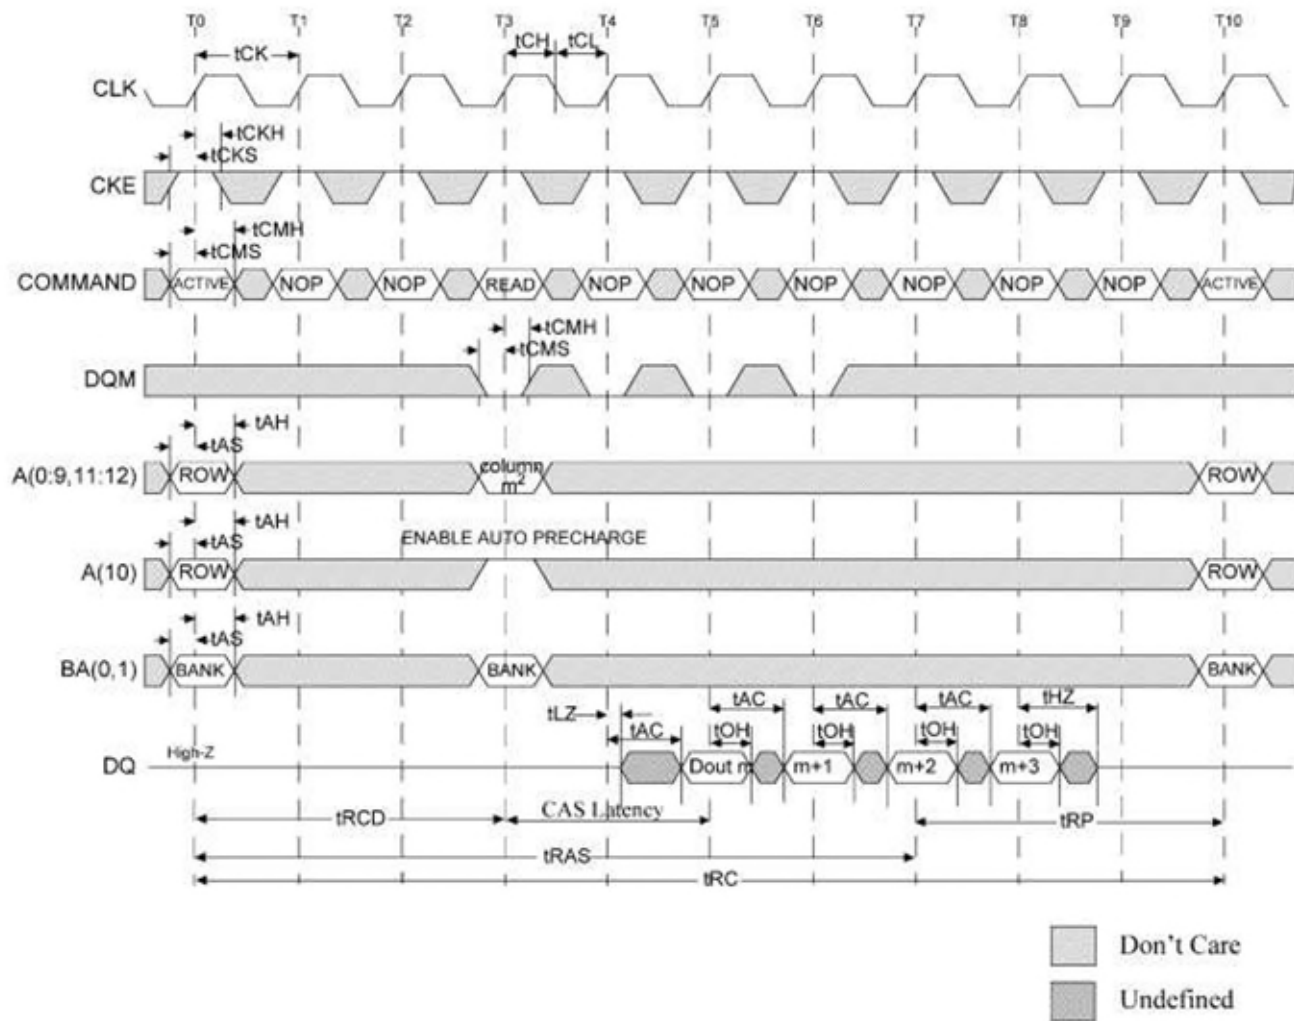 T0 T1 T2 T3 T4 T5 T6 T7 T8 T9 T10
tCK tCH tCL
CLK
tCKH
tCKS
CKE
tCMH
tCMS
COMMAND ACTIVE NOP NOP READ NOP NOP NOP NOP NOP NOP ACTIVE
tCMH
tCMS
DQM
tAH
tAS
A(0:9,11:12) ROW column m² ROW
tAH
tAS ENABLE AUTO PRECHARGE
A(10) ROW ROW
tAH
tAS
BA(0,1) BANK BANK BANK
tAC tAC tAC tHZ
tLZ
tAC tOH tOH tOH tOH
High-Z
DQ Dout m m+1 m+2 m+3
tRCD CAS Latency tRP
tRAS
tRC
Don't Care
Undefined